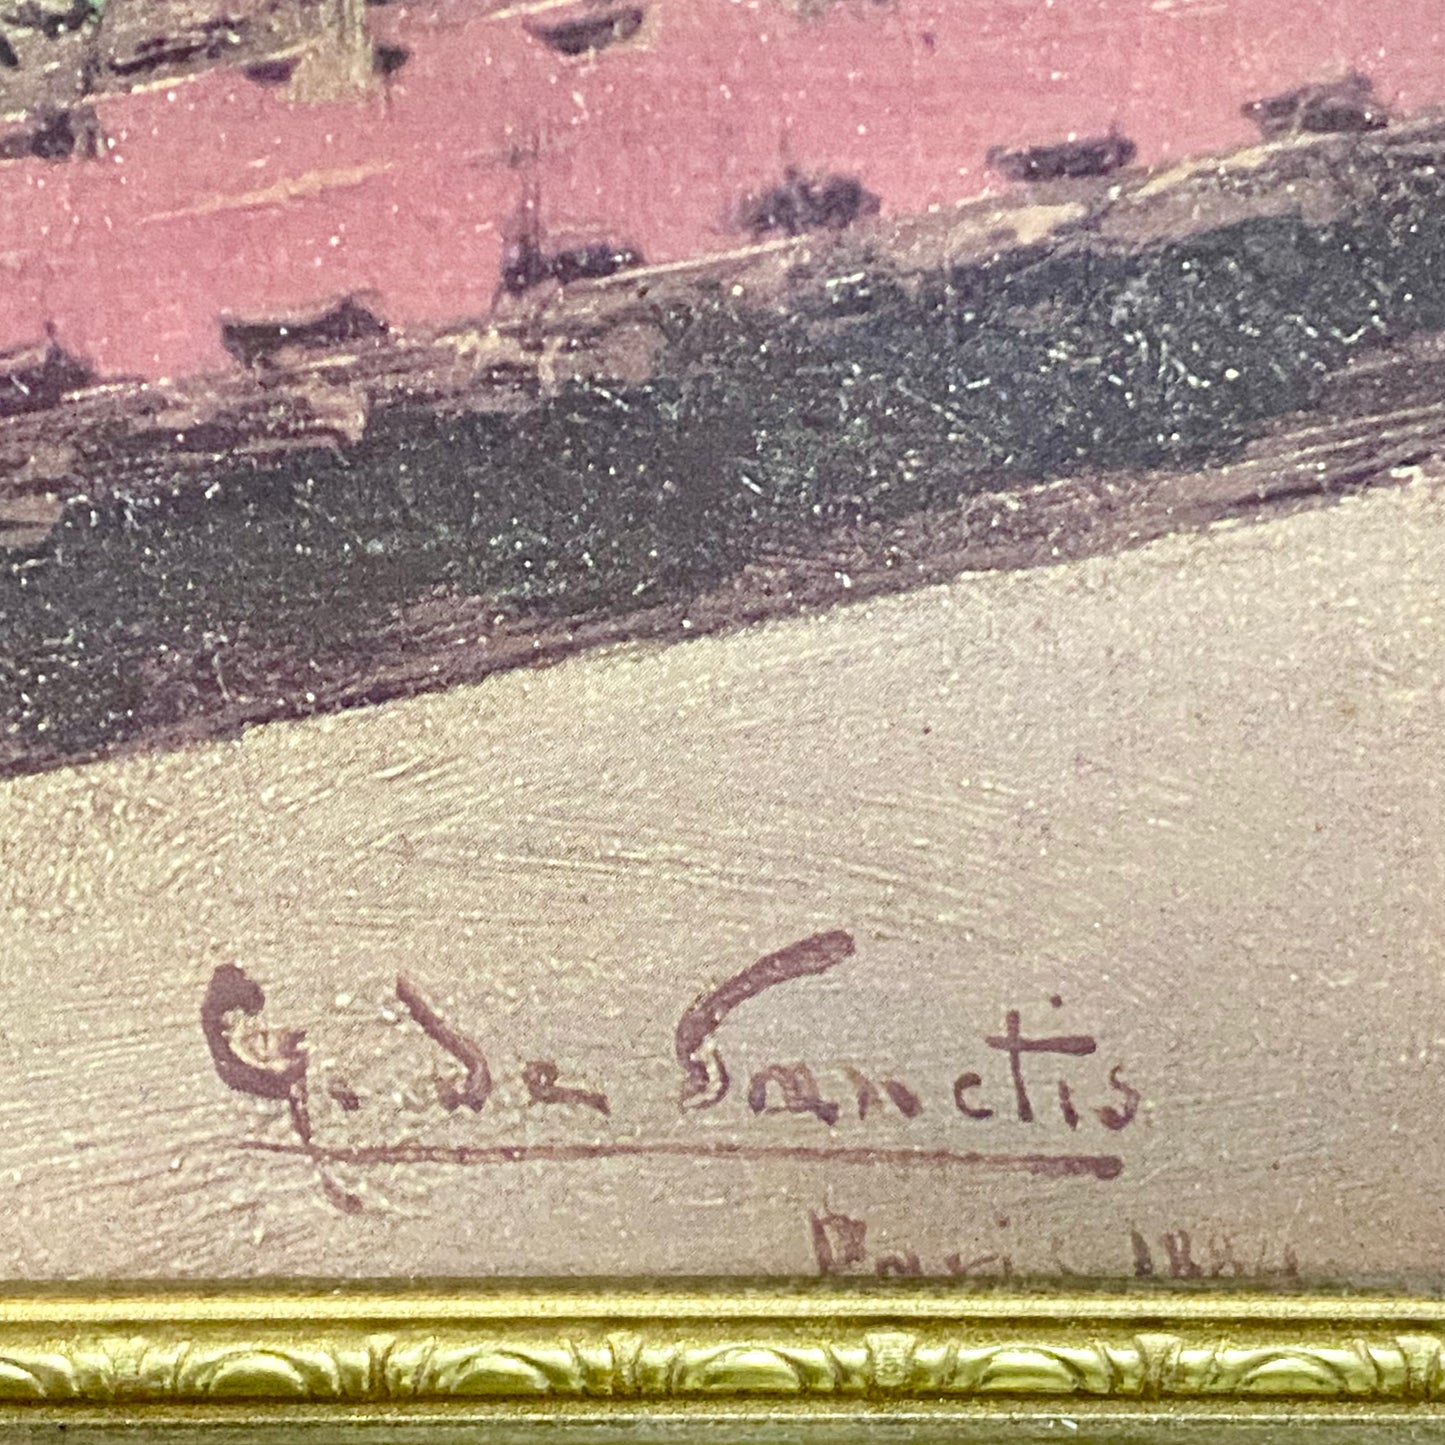 G. De Sanctis
Paris 1884